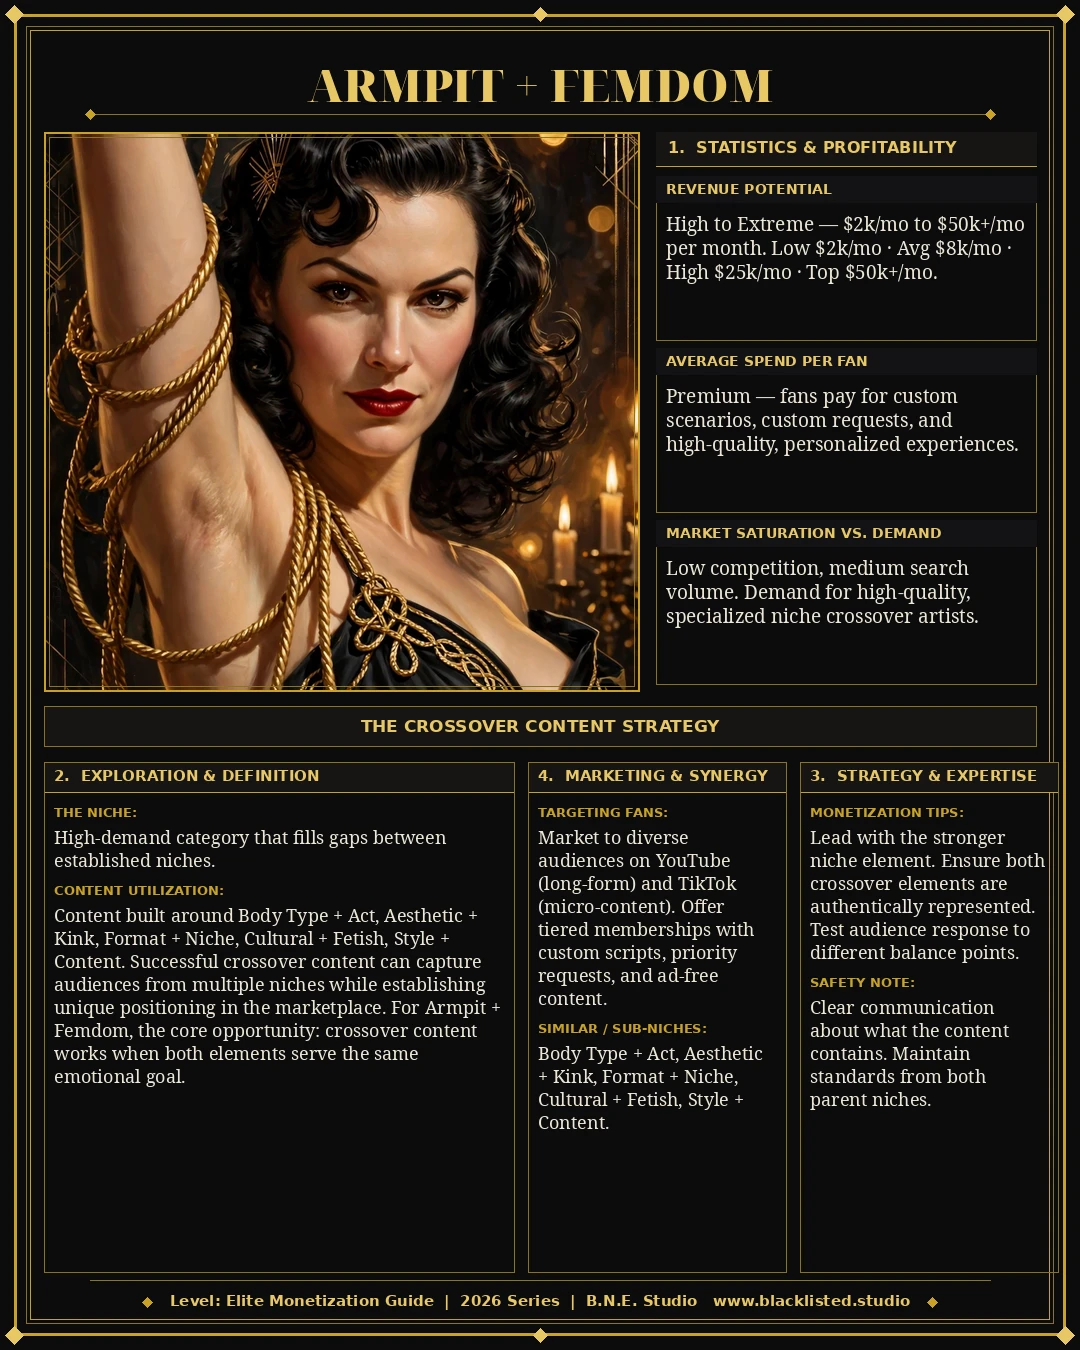 ARMPIT + FEMDOM
1. STATISTICS & PROFITABILITY
REVENUE POTENTIAL
High to Extreme — $2k/mo to $50k+/mo
per month. Low $2k/mo · Avg $8k/mo ·
High $25k/mo · Top $50k+/mo.
AVERAGE SPEND PER FAN
Premium — fans pay for custom
scenarios, custom requests, and
high-quality, personalized experiences.
MARKET SATURATION VS. DEMAND
Low competition, medium search
volume. Demand for high-quality,
specialized niche crossover artists.
THE CROSSOVER CONTENT STRATEGY
2. EXPLORATION & DEFINITION
THE NICHE:
High-demand category that fills gaps between
established niches.
CONTENT UTILIZATION:
Content built around Body Type + Act, Aesthetic +
Kink, Format + Niche, Cultural + Fetish, Style +
Content. Successful crossover content can capture
audiences from multiple niches while establishing
unique positioning in the marketplace. For Armpit +
Femdom, the core opportunity: crossover content
works when both elements serve the same
emotional goal.
4. MARKETING & SYNERGY
TARGETING FANS:
Market to diverse
audiences on YouTube
(long-form) and TikTok
(micro-content). Offer
tiered memberships with
custom scripts, priority
requests, and ad-free
content.
SIMILAR / SUB-NICHES:
Body Type + Act, Aesthetic
+ Kink, Format + Niche,
Cultural + Fetish, Style +
Content.
3. STRATEGY & EXPERTISE
MONETIZATION TIPS:
Lead with the stronger
niche element. Ensure both
crossover elements are
authentically represented.
Test audience response to
different balance points.
SAFETY NOTE:
Clear communication
about what the content
contains. Maintain
standards from both
parent niches.
Level: Elite Monetization Guide | 2026 Series | B.N.E. Studio www.blacklisted.studio